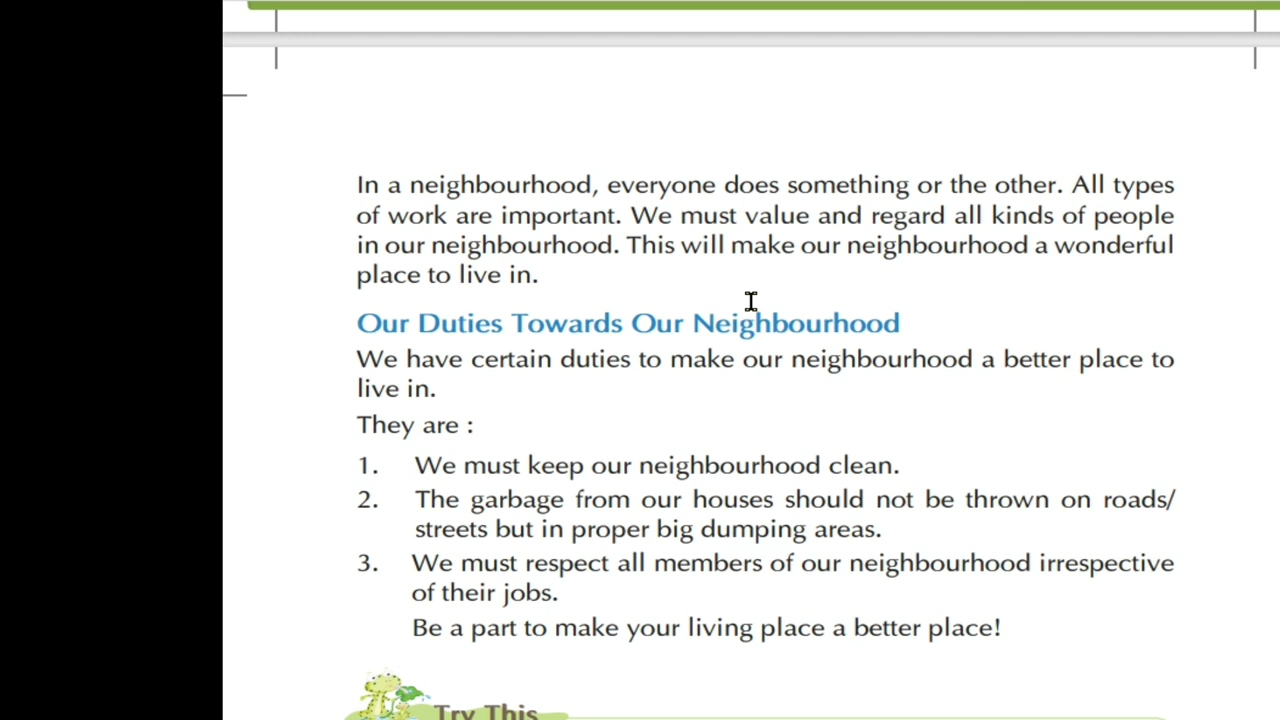 In a neighbourhood, everyone does something or the other. All types
of work are important. We must value and regard all kinds of people
in our neighbourhood. This will make our neighbourhood a wonderful
place to live in.
Our Duties Towards Our Neighbourhood
We have certain duties to make our neighbourhood a better place to
live in.
They are :
1. We must keep our neighbourhood clean.
2. The garbage from our houses should not be thrown on roads/
streets but in proper big dumping areas.
3. We must respect all members of our neighbourhood irrespective
of their jobs.
Be a part to make your living place a better place!
Try This